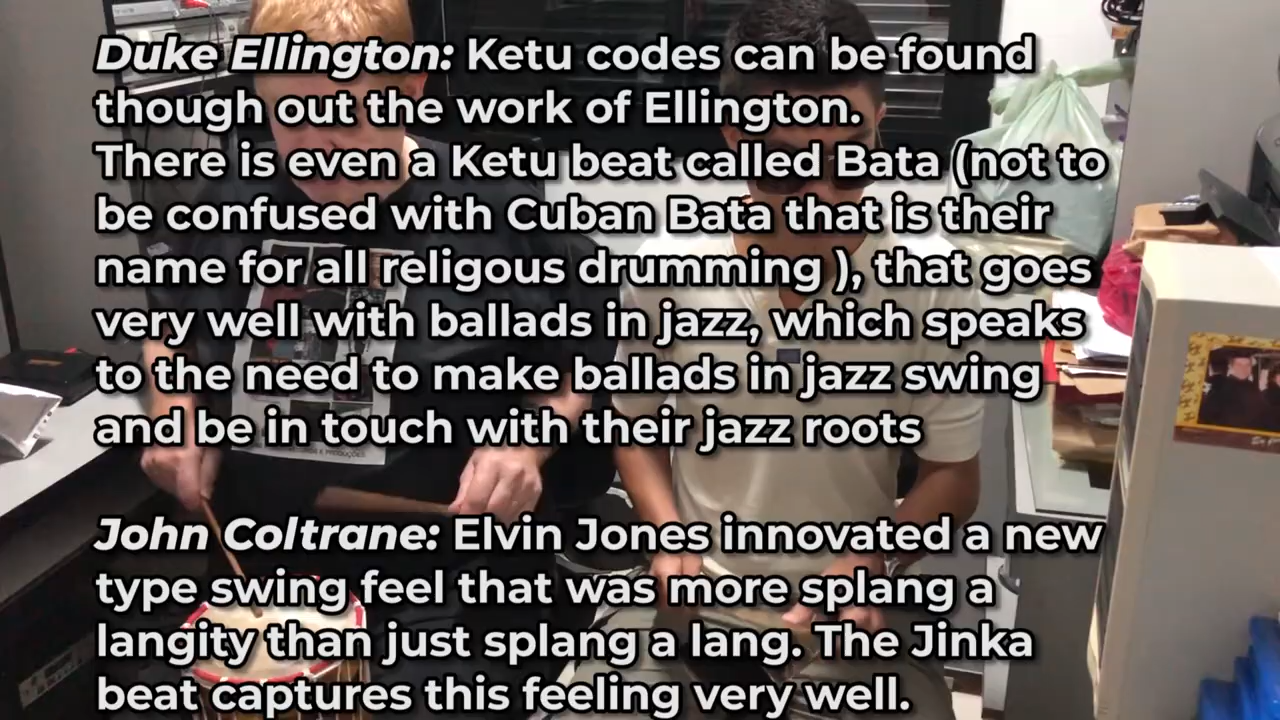 Duke Ellington: Ketu codes can be found
though out the work of Ellington.
There is even a Ketu beat called Bata (not to
be confused with Cuban Bata that is their
name for all religous drumming ), that goes
very well with ballads in jazz, which speaks
to the need to make ballads in jazz swing
and be in touch with their jazz roots
John Coltrane: Elvin Jones innovated a new
type swing feel that was more splang a
langity than just splang a lang. The Jinka
beat captures this feeling very well.